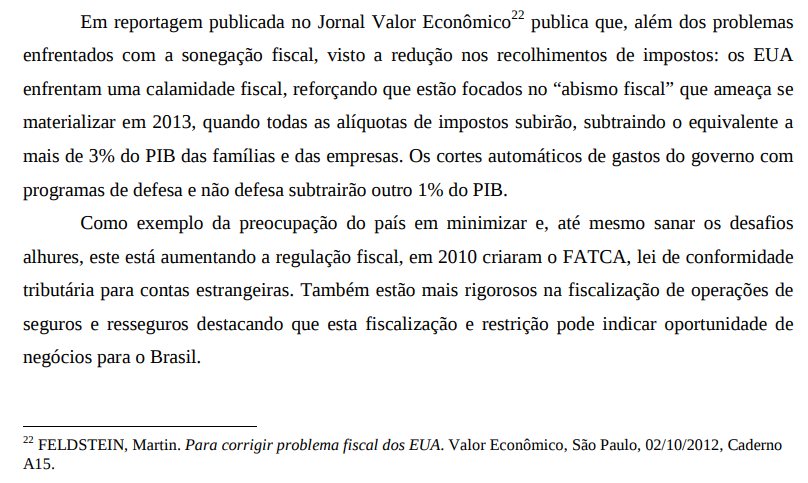 Em reportagem publicada no Jornal Valor Econômico22 publica que, além dos problemas
enfrentados com a sonegação fiscal, visto a redução nos recolhimentos de impostos: os EUA
enfrentam uma calamidade fiscal, reforçando que estão focados no “abismo fiscal” que ameaça se
materializar em 2013, quando todas as alíquotas de impostos subirão, subtraindo o equivalente a
mais de 3% do PIB das famílias e das empresas. Os cortes automáticos de gastos do governo com
programas de defesa e não defesa subtrairão outro 1% do PIB.
Como exemplo da preocupação do país em minimizar e, até mesmo sanar os desafios
alhures, este está aumentando a regulação fiscal, em 2010 criaram o FATCA, lei de conformidade
tributária para contas estrangeiras. Também estão mais rigorosos na fiscalização de operações de
seguros e resseguros destacando que esta fiscalização e restrição pode indicar oportunidade de
negócios para o Brasil.
22 FELDSTEIN, Martin. Para corrigir problema fiscal dos EUA. Valor Econômico, São Paulo, 02/10/2012, Caderno
A15.